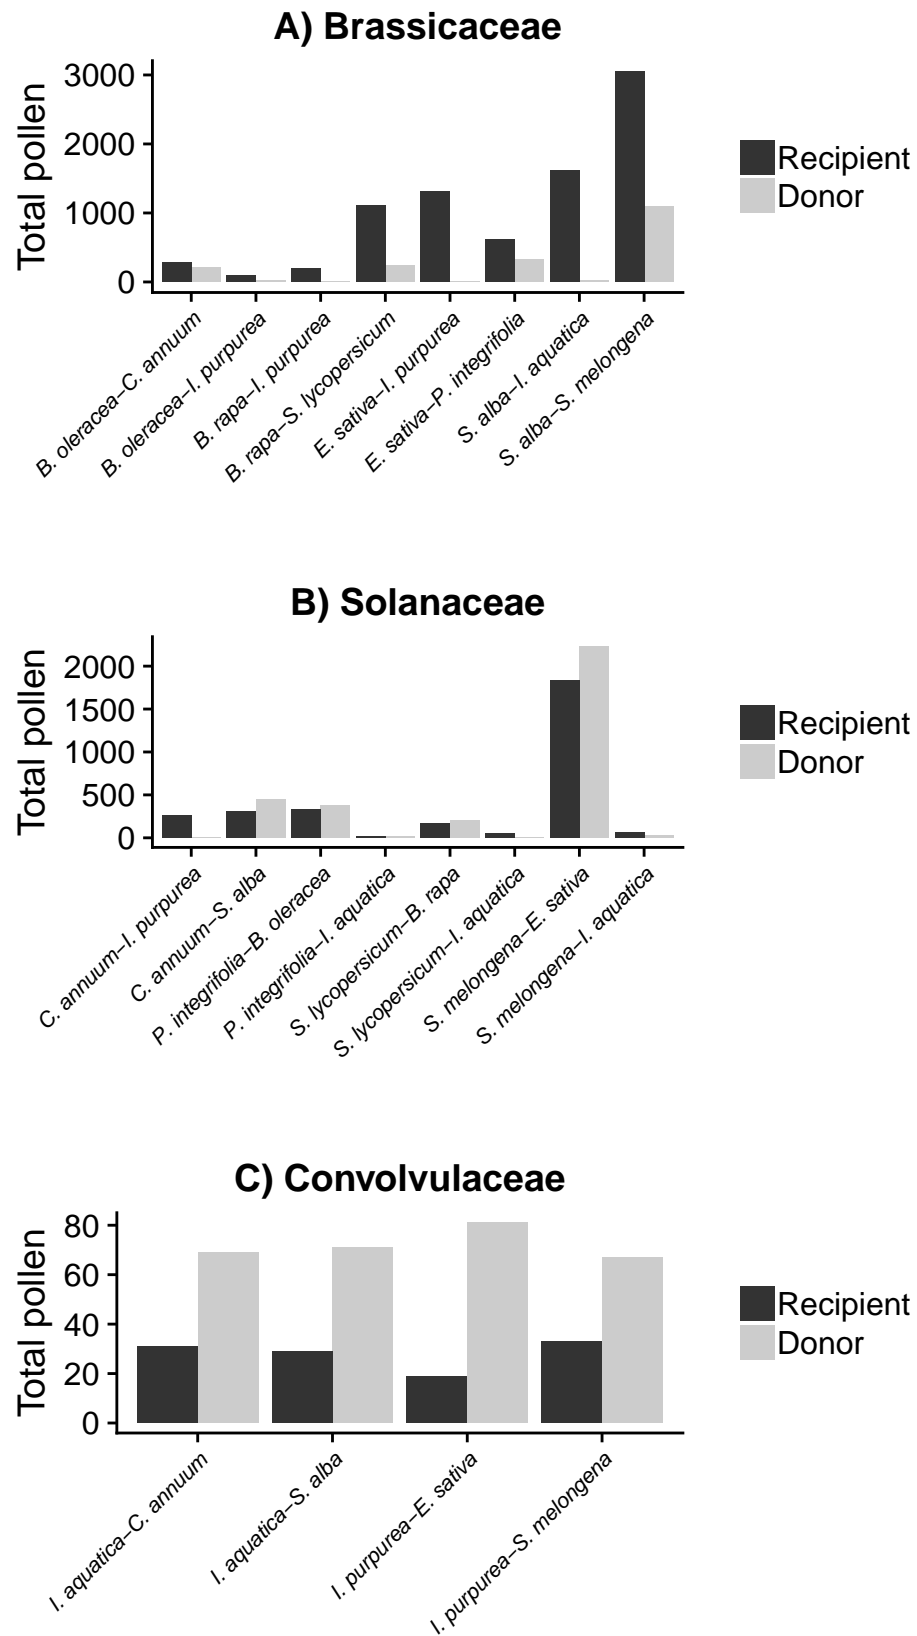 A) Brassicaceae
Total pollen
3000
2000
1000
0
B. oleracea–C. annuum
B. oleracea–I. purpurea
B. rapa–I. purpurea
B. rapa–S. lycopersicum
E. sativa–I. purpurea
E. sativa–P. integrifolia
S. alba–I. aquatica
S. alba–S. melongena
Recipient
Donor
B) Solanaceae
Total pollen
2000
1500
1000
500
0
C. annuum–I. purpurea
C. annuum–S. alba
P. integrifolia–B. oleracea
P. integrifolia–I. aquatica
S. lycopersicum–B. rapa
S. lycopersicum–I. aquatica
S. melongena–E. sativa
S. melongena–I. aquatica
Recipient
Donor
C) Convolvulaceae
Total pollen
80
60
40
20
0
I. aquatica–C. annuum
I. aquatica–S. alba
I. purpurea–E. sativa
I. purpurea–S. melongena
Recipient
Donor